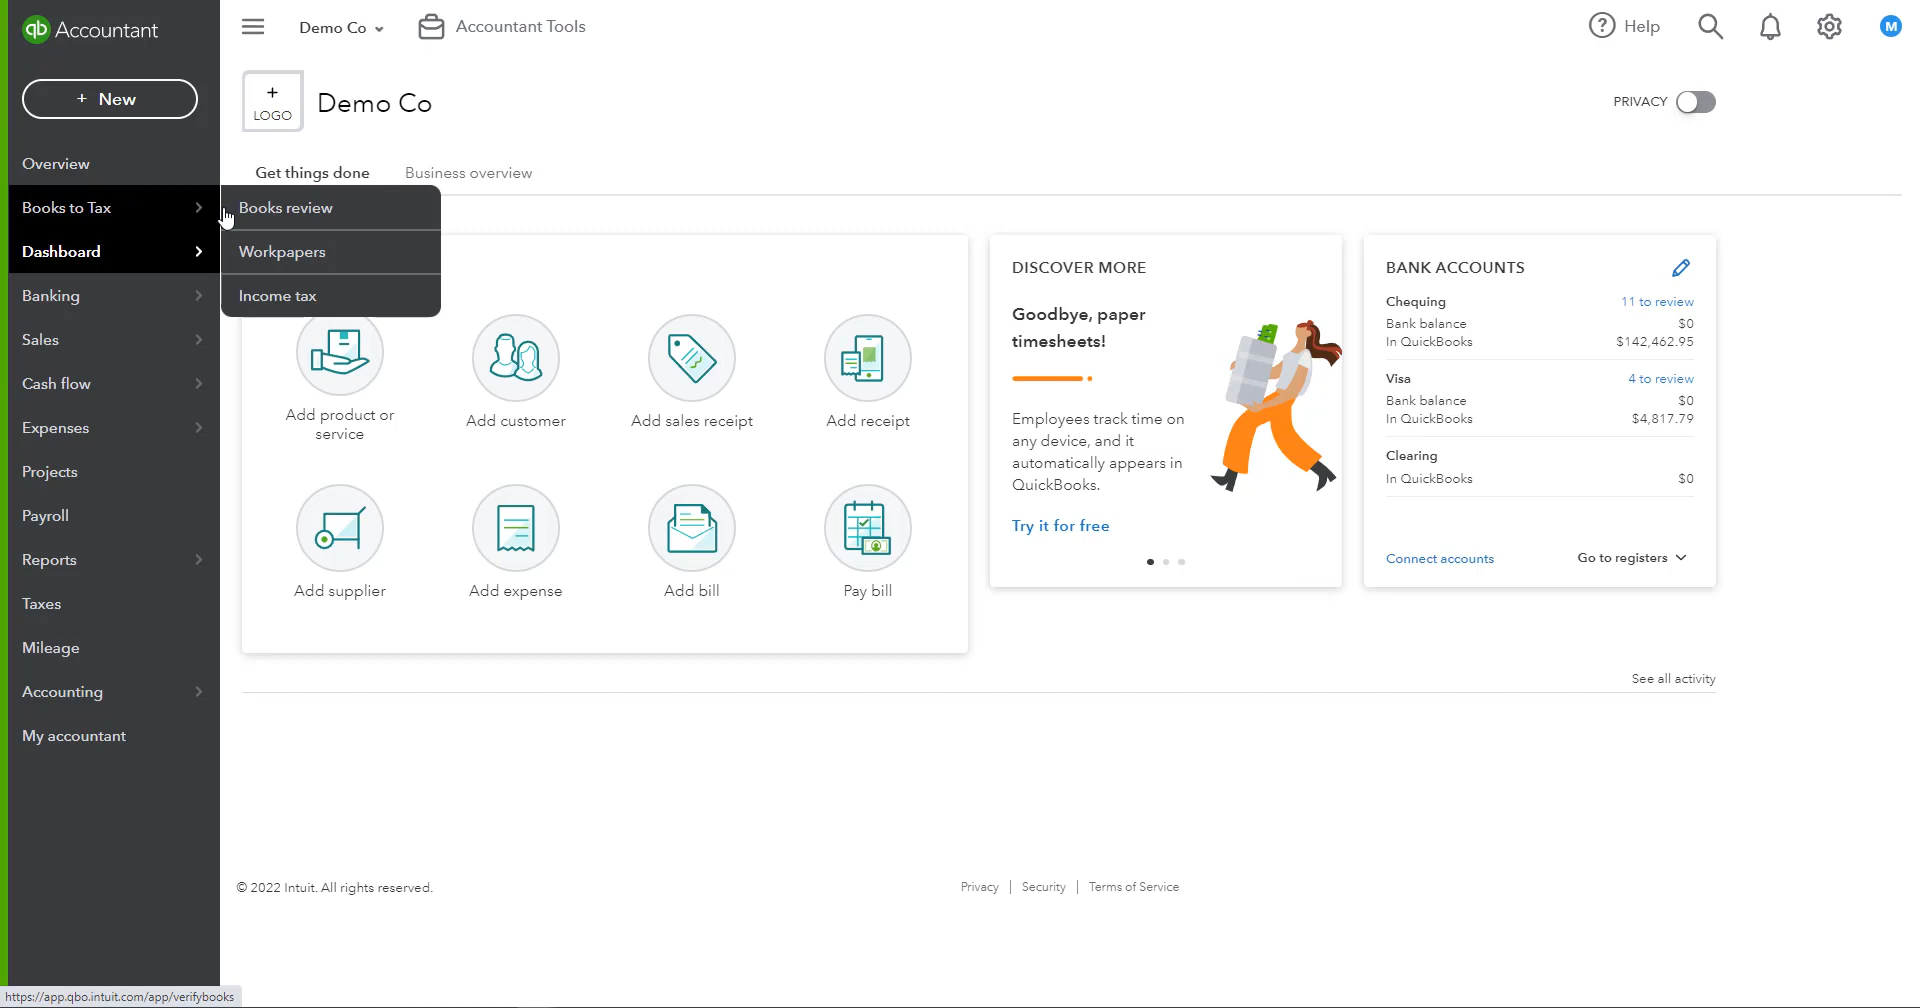 qb Accountant
+ New
Overview
Books to Tax
Dashboard
Banking
Sales
Cash flow
Expenses
Projects
Payroll
Reports
Taxes
Mileage
Accounting
My accountant
https://app.qbo.intuit.com/app/verifybooks
Demo Co
Accountant Tools
Help
M
+
LOGO
Demo Co
PRIVACY
Get things done
Business overview
Books review
Workpapers
Income tax
Add product or
service
Add customer
Add sales receipt
Add receipt
Add supplier
Add expense
Add bill
Pay bill
DISCOVER MORE
Goodbye, paper
timesheets!
Employees track time on
any device, and it
automatically appears in
QuickBooks.
Try it for free
BANK ACCOUNTS
Chequing 11 to review
Bank balance $0
In QuickBooks $142,462.95
Visa 4 to review
Bank balance $0
In QuickBooks $4,817.79
Clearing
In QuickBooks $0
Connect accounts Go to registers
See all activity
© 2022 Intuit. All rights reserved.
Privacy | Security | Terms of Service